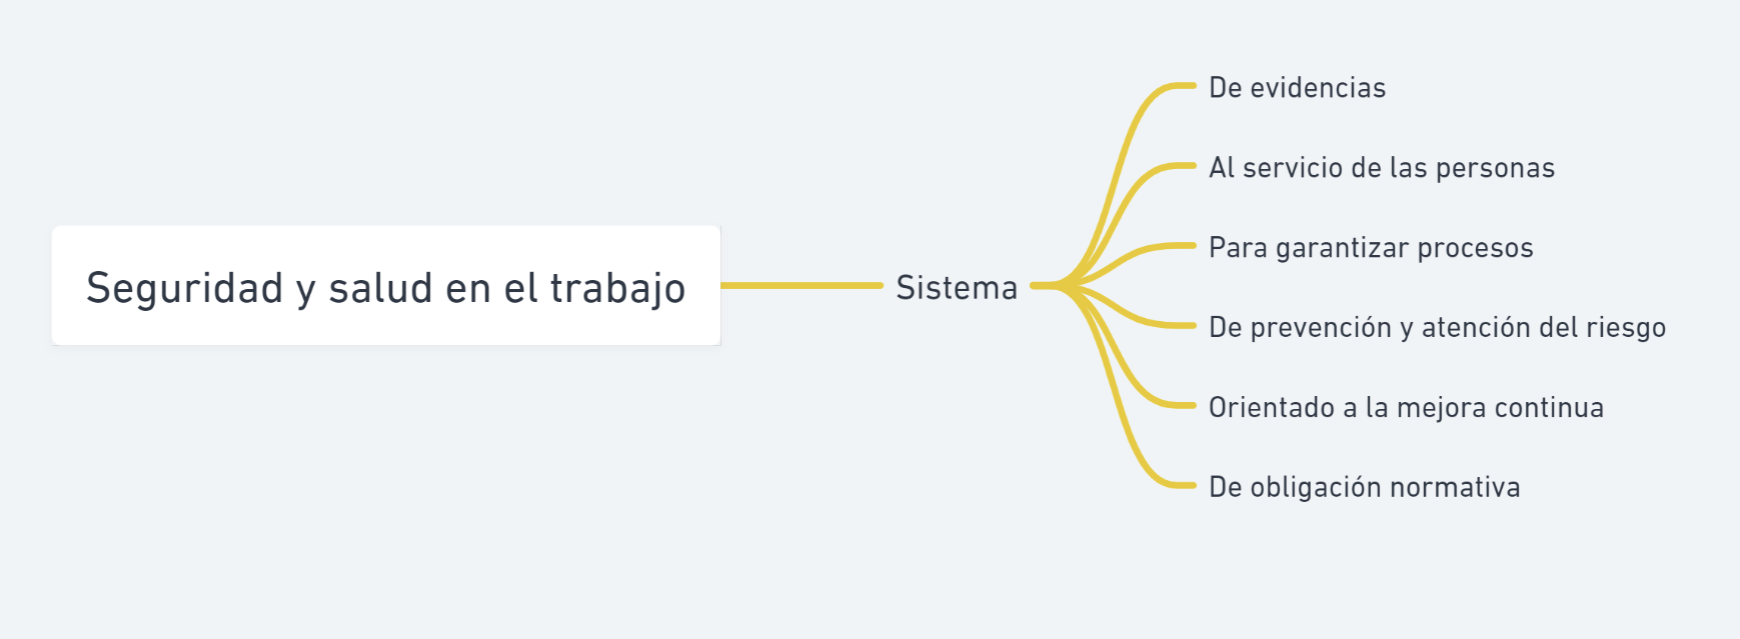 Seguridad y salud en el trabajo
Sistema
De evidencias
Al servicio de las personas
Para garantizar procesos
De prevención y atención del riesgo
Orientado a la mejora continua
De obligación normativa